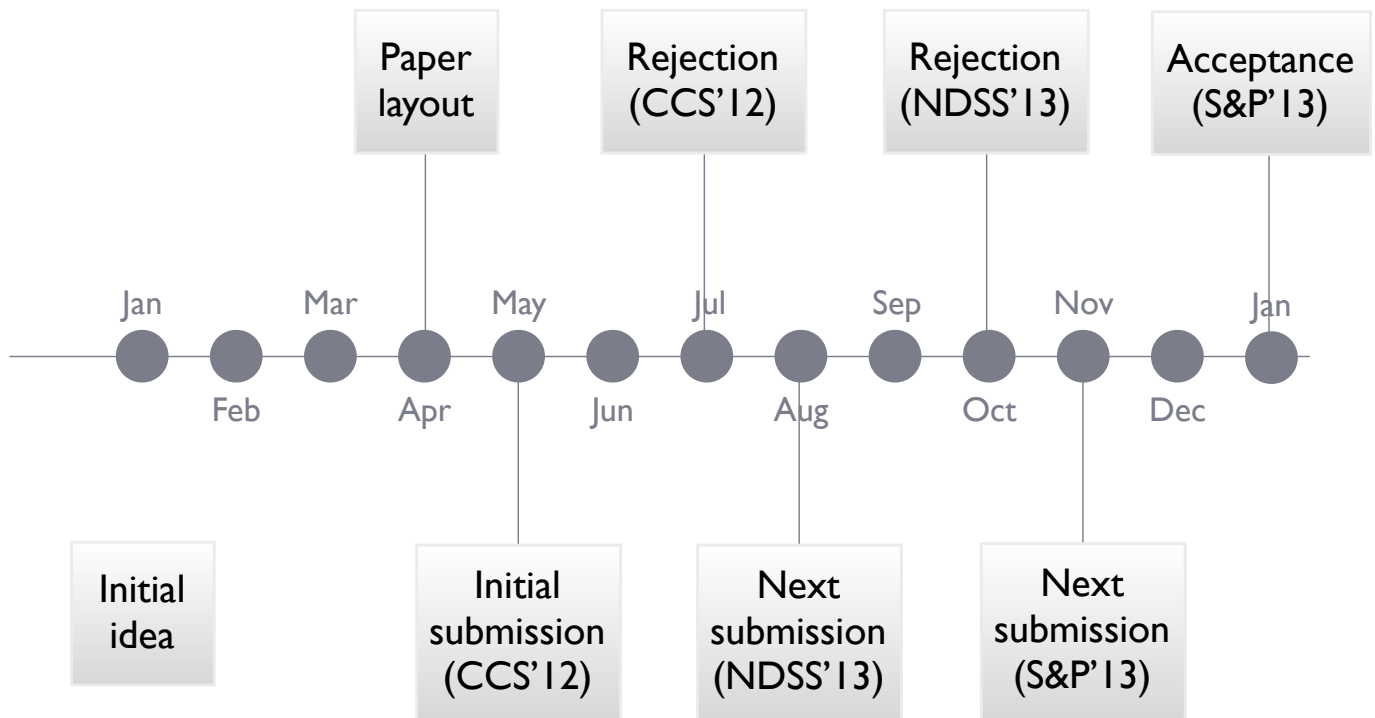 Paper
layout
Rejection
(CCS'12)
Rejection
(NDSS'13)
Acceptance
(S&P'13)
Jan
Mar
May
Jul
Sep
Nov
Jan
Feb
Apr
Jun
Aug
Oct
Dec
Initial
idea
Initial
submission
(CCS'12)
Next
submission
(NDSS'13)
Next
submission
(S&P'13)